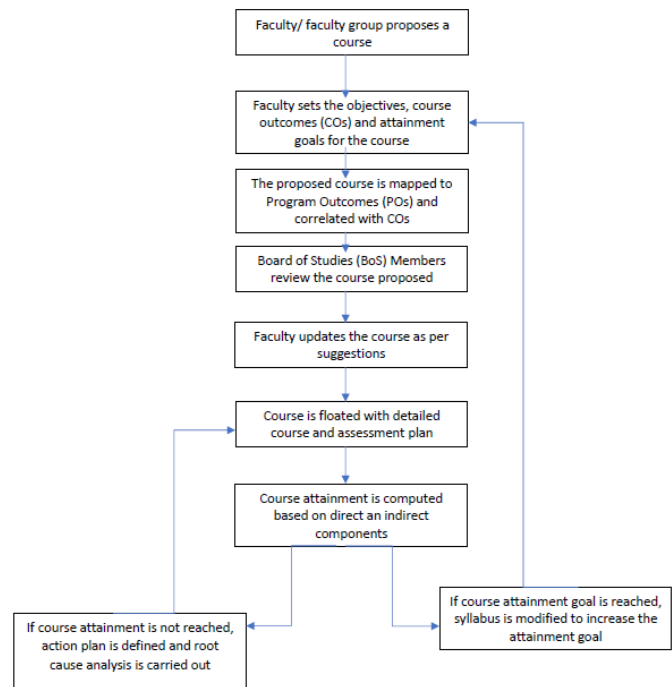 Faculty/ faculty group proposes a
course
Faculty sets the objectives, course
outcomes (COs) and attainment
goals for the course
The proposed course is mapped to
Program Outcomes (POs) and
correlated with COs
Board of Studies (BoS) Members
review the course proposed
Faculty updates the course as per
suggestions
Course is floated with detailed
course and assessment plan
Course attainment is computed
based on direct an indirect
components
If course attainment is not reached,
action plan is defined and root
cause analysis is carried out
If course attainment goal is reached,
syllabus is modified to increase the
attainment goal